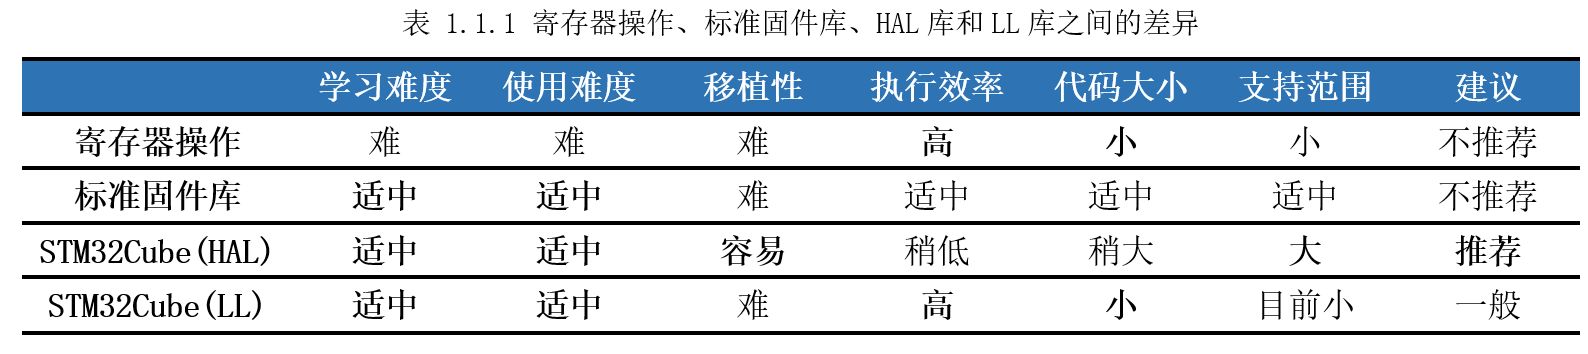 表 1.1.1 寄存器操作、标准固件库、HAL 库和 LL 库之间的差异
学习难度 使用难度 移植性 执行效率 代码大小 支持范围 建议
寄存器操作 难 难 难 高 小 小 不推荐
标准固件库 适中 适中 难 适中 适中 适中 不推荐
STM32Cube(HAL) 适中 适中 容易 稍低 稍大 大 推荐
STM32Cube(LL) 适中 适中 难 高 小 目前小 一般